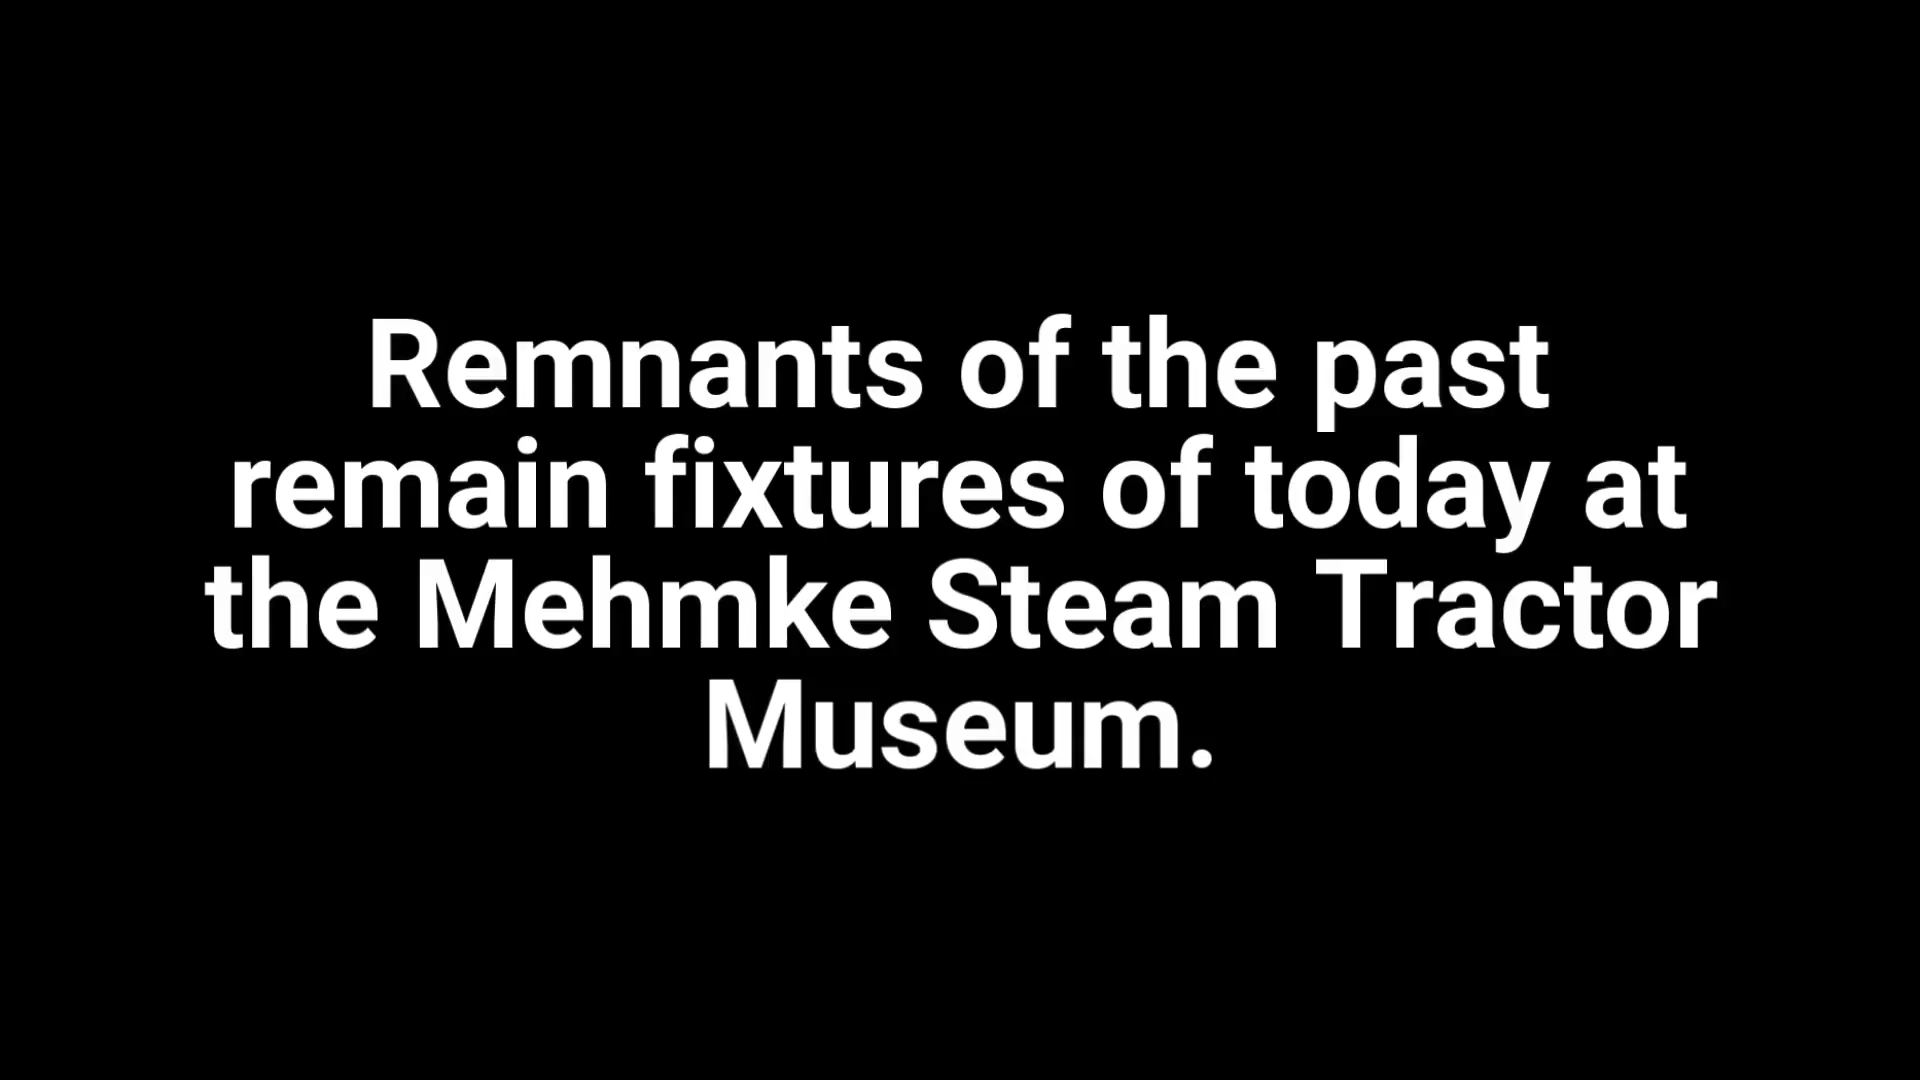 Remnants of the past
remain fixtures of today at
the Mehmke Steam Tractor
Museum.